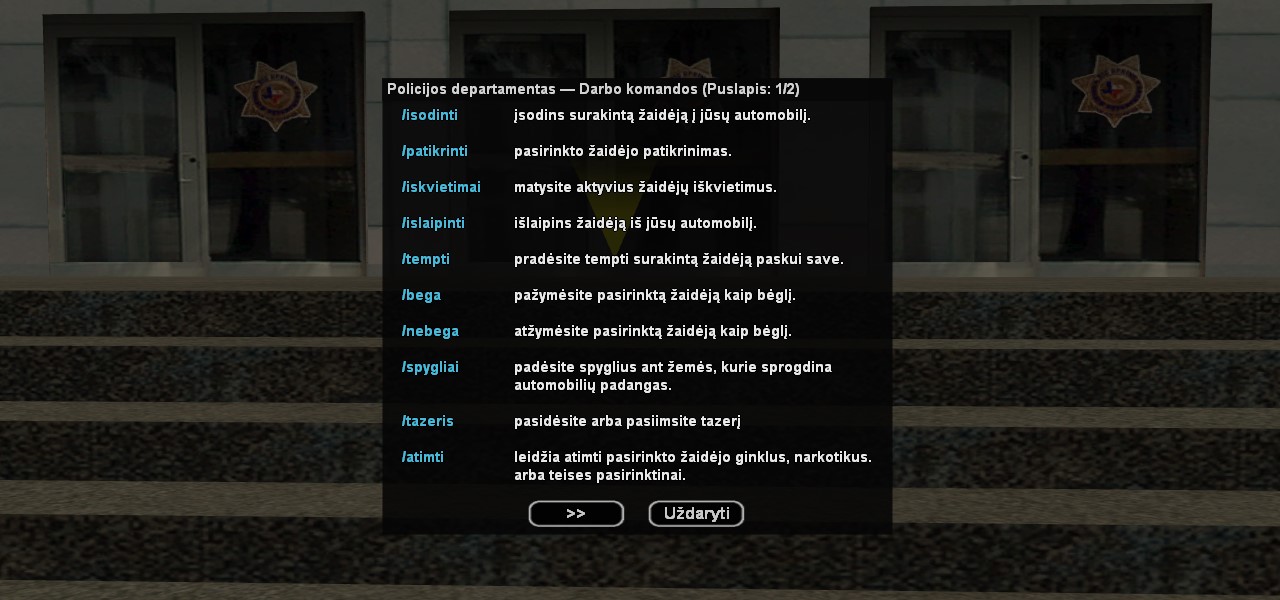 Policijos departamentas — Darbo komandos (Puslapis: 1/2)
/isodinti įsodins surakintą žaidėją į jūsų automobilį.
/patikrinti pasirinkto žaidėjo patikrinimas.
/iskvietimai matysite aktyvius žaidėjų iškvietimus.
/islaipinti išlaipins žaidėją iš jūsų automobilį.
/tempti pradėsite tempti surakintą žaidėją paskui save.
/bega pažymėsite pasirinktą žaidėją kaip bėglį.
/nebega atžymėsite pasirinktą žaidėją kaip bėglį.
/spygliai padėsite spyglius ant žemės, kurie sprogdina
automobilių padangas.
/tazeris pasidėsite arba pasiimsite tazerį
/atimti leidžia atimti pasirinkto žaidėjo ginklus, narkotikus.
arba teises pasirinktinai.
>> Uždaryti